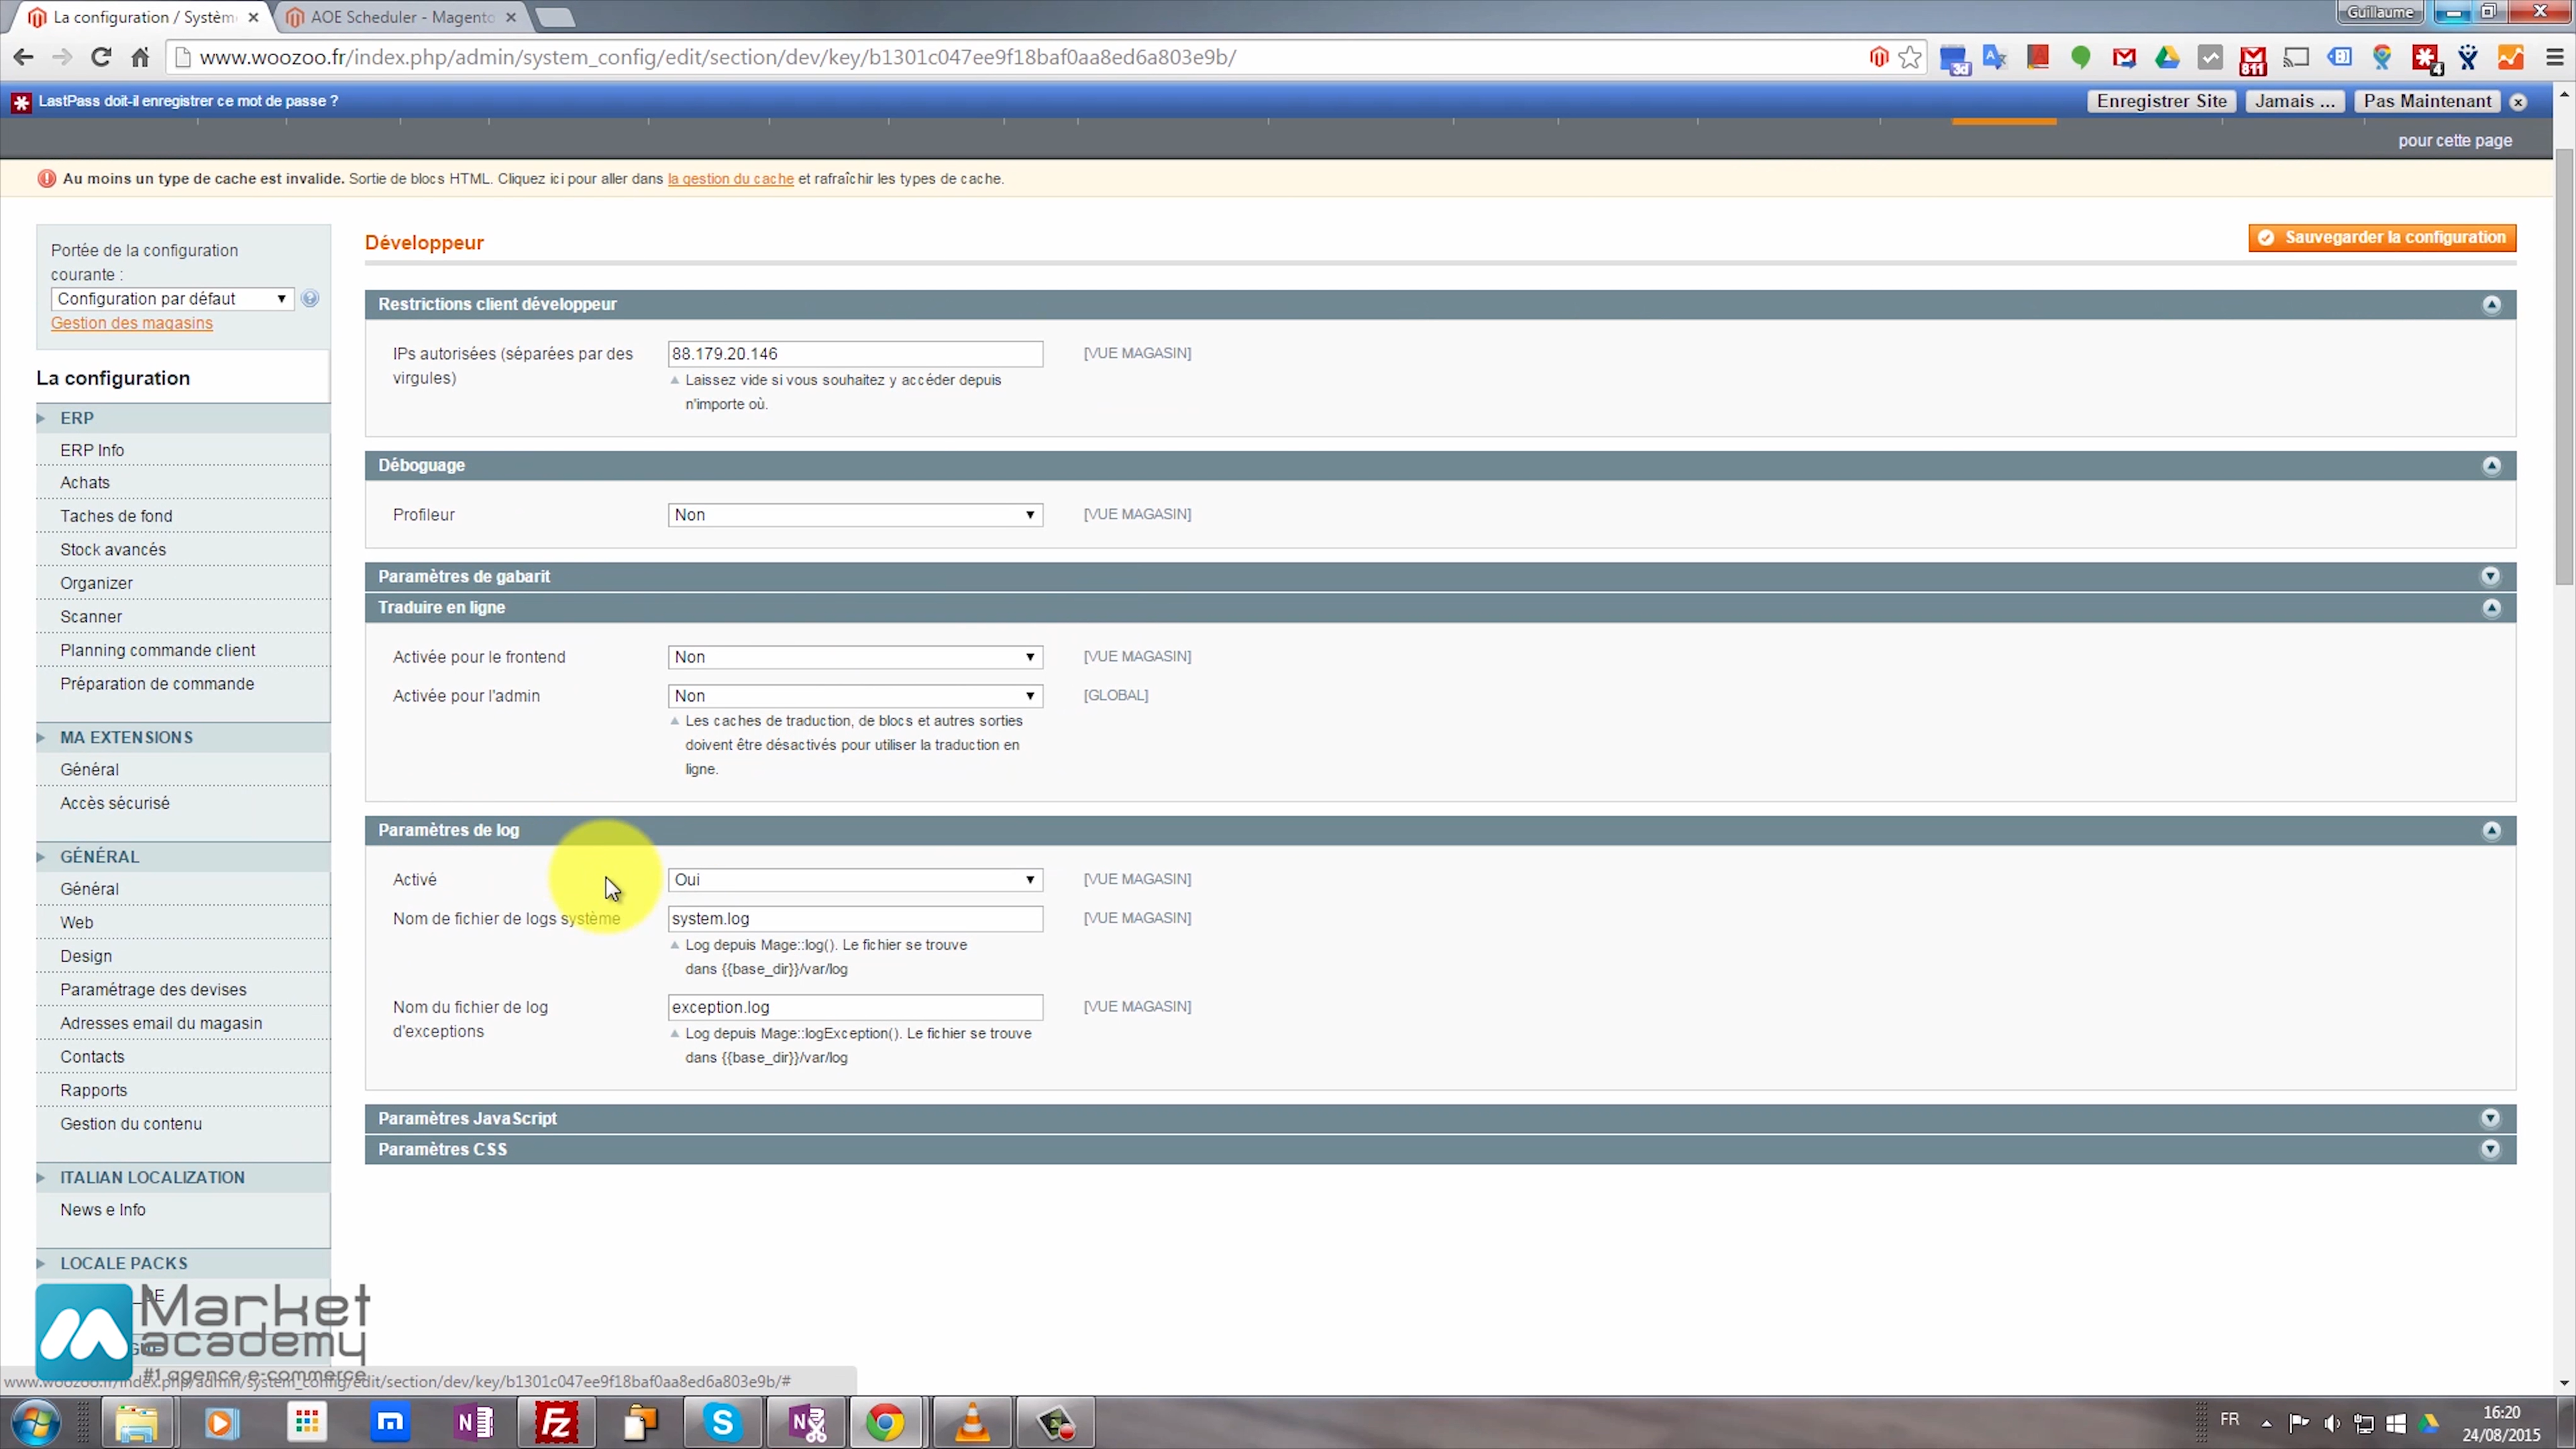 La configuration / Systèm
AOE Scheduler - Magento
Guillaume
www.woozoo.fr/index.php/admin/system_config/edit/section/dev/key/b1301c047ee9f18baf0aa8ed6a803e9b/
LastPass doit-il enregistrer ce mot de passe ?
Enregistrer Site
Jamais ...
Pas Maintenant
pour cette page
Au moins un type de cache est invalide. Sortie de blocs HTML. Cliquez ici pour aller dans la gestion du cache et rafraîchir les types de cache.
Portée de la configuration
courante :
Configuration par défaut
Gestion des magasins
La configuration
ERP
ERP Info
Achats
Taches de fond
Stock avancés
Organizer
Scanner
Planning commande client
Préparation de commande
MA EXTENSIONS
Général
Accès sécurisé
GÉNÉRAL
Général
Web
Design
Paramétrage des devises
Adresses email du magasin
Contacts
Rapports
Gestion du contenu
ITALIAN LOCALIZATION
News e Info
LOCALE PACKS
Développeur
Sauvegarder la configuration
Restrictions client développeur
IPs autorisées (séparées par des
virgules)
88.179.20.146
[VUE MAGASIN]
Laissez vide si vous souhaitez y accéder depuis
n'importe où.
Déboguage
Profileur
Non
[VUE MAGASIN]
Paramètres de gabarit
Traduire en ligne
Activée pour le frontend
Non
[VUE MAGASIN]
Activée pour l'admin
Non
[GLOBAL]
Les caches de traduction, de blocs et autres sorties
doivent être désactivés pour utiliser la traduction en
ligne.
Paramètres de log
Activé
Oui
[VUE MAGASIN]
Nom de fichier de logs système
system.log
[VUE MAGASIN]
Log depuis Mage::log(). Le fichier se trouve
dans {{base_dir}}/var/log
Nom du fichier de log
d'exceptions
exception.log
[VUE MAGASIN]
Log depuis Mage::logException(). Le fichier se trouve
dans {{base_dir}}/var/log
Paramètres JavaScript
Paramètres CSS
Market
academy
#1 agence e-commerce
www.woozoo.fr/index.php/admin/system_config/edit/section/dev/key/b1301c047ee9f18baf0aa8ed6a803e9b/#
FR
16:20
24/08/2015